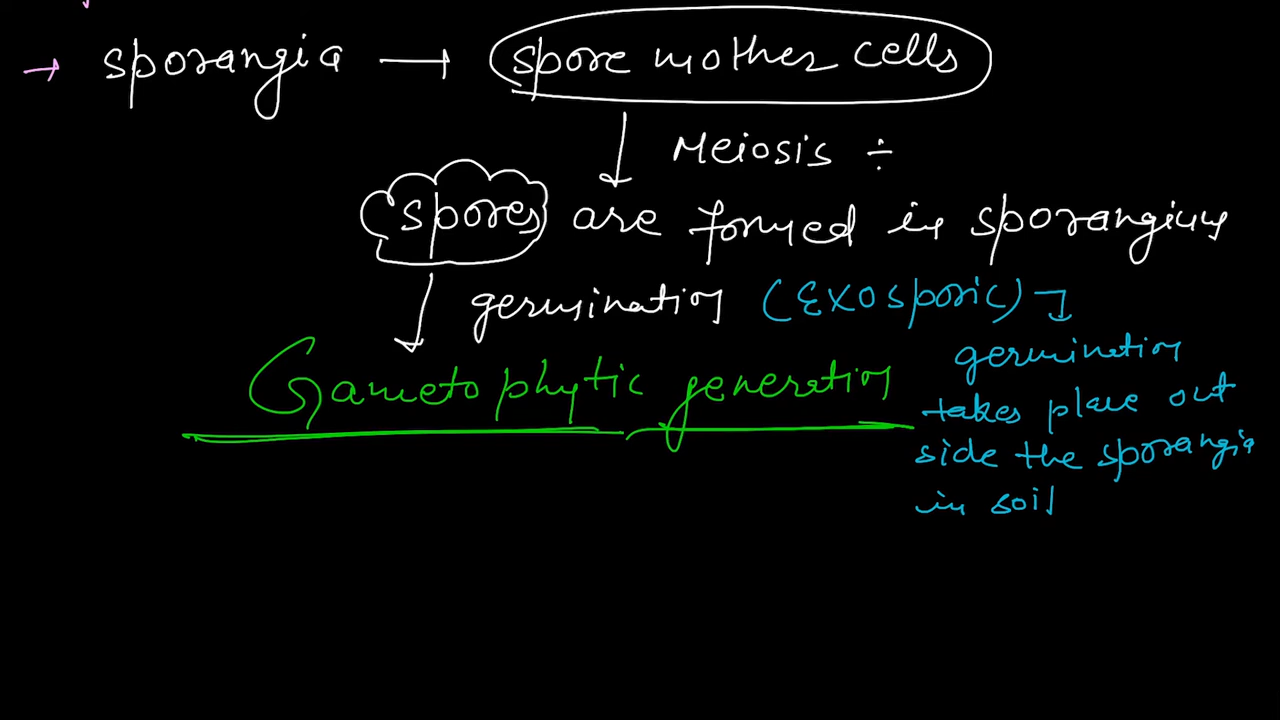 → sporangia → spore mother cells
↓ Meiosis ÷
spores are formed in sporangium
↓ germination (Exosporic) ¬
Gametophytic generation
germination
takes place out
side the sporangia
in soil